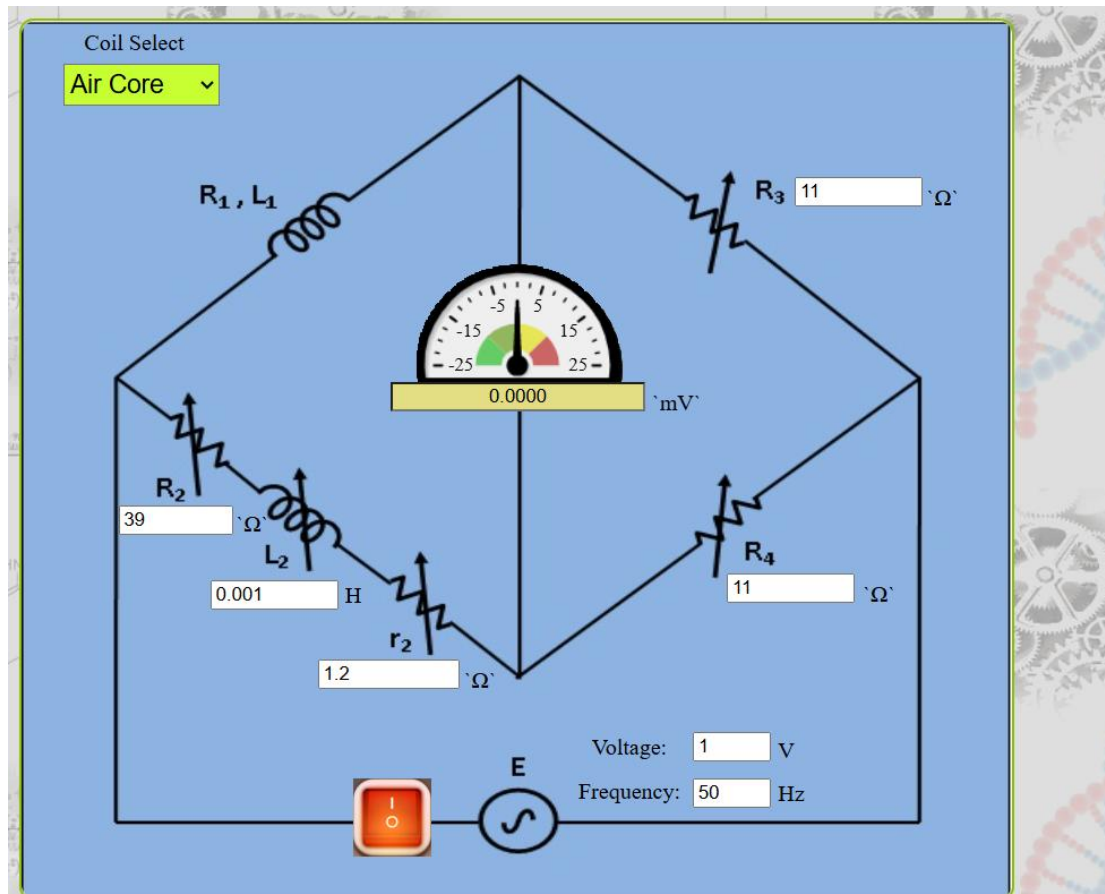 Coil Select
Air Core
R1 , L1
R3 11 `Ω`
-25 -15 -5 5 15 25
0.0000 `mV`
R2
39 `Ω`
L2
0.001 H
r2
1.2 `Ω`
R4
11 `Ω`
Voltage: 1 V
E
Frequency: 50 Hz
I
O